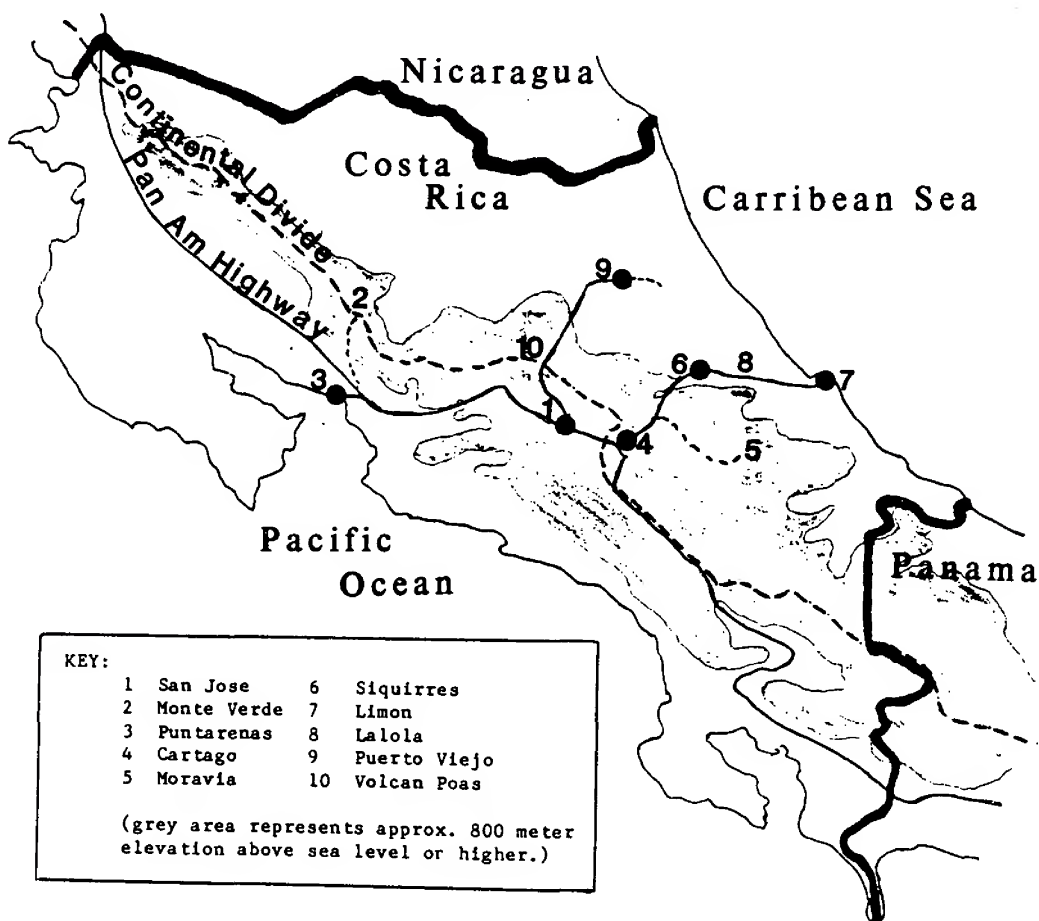 Nicaragua
Continental Divide
Costa
Rica
Pan Am Highway
Carribean Sea
9
2
10
6
8
7
3
1
4
5
Pacific
Ocean
Panama
KEY:
1 San Jose 6 Siquirres
2 Monte Verde 7 Limon
3 Puntarenas 8 Lalola
4 Cartago 9 Puerto Viejo
5 Moravia 10 Volcan Poas
(grey area represents approx. 800 meter
elevation above sea level or higher.)